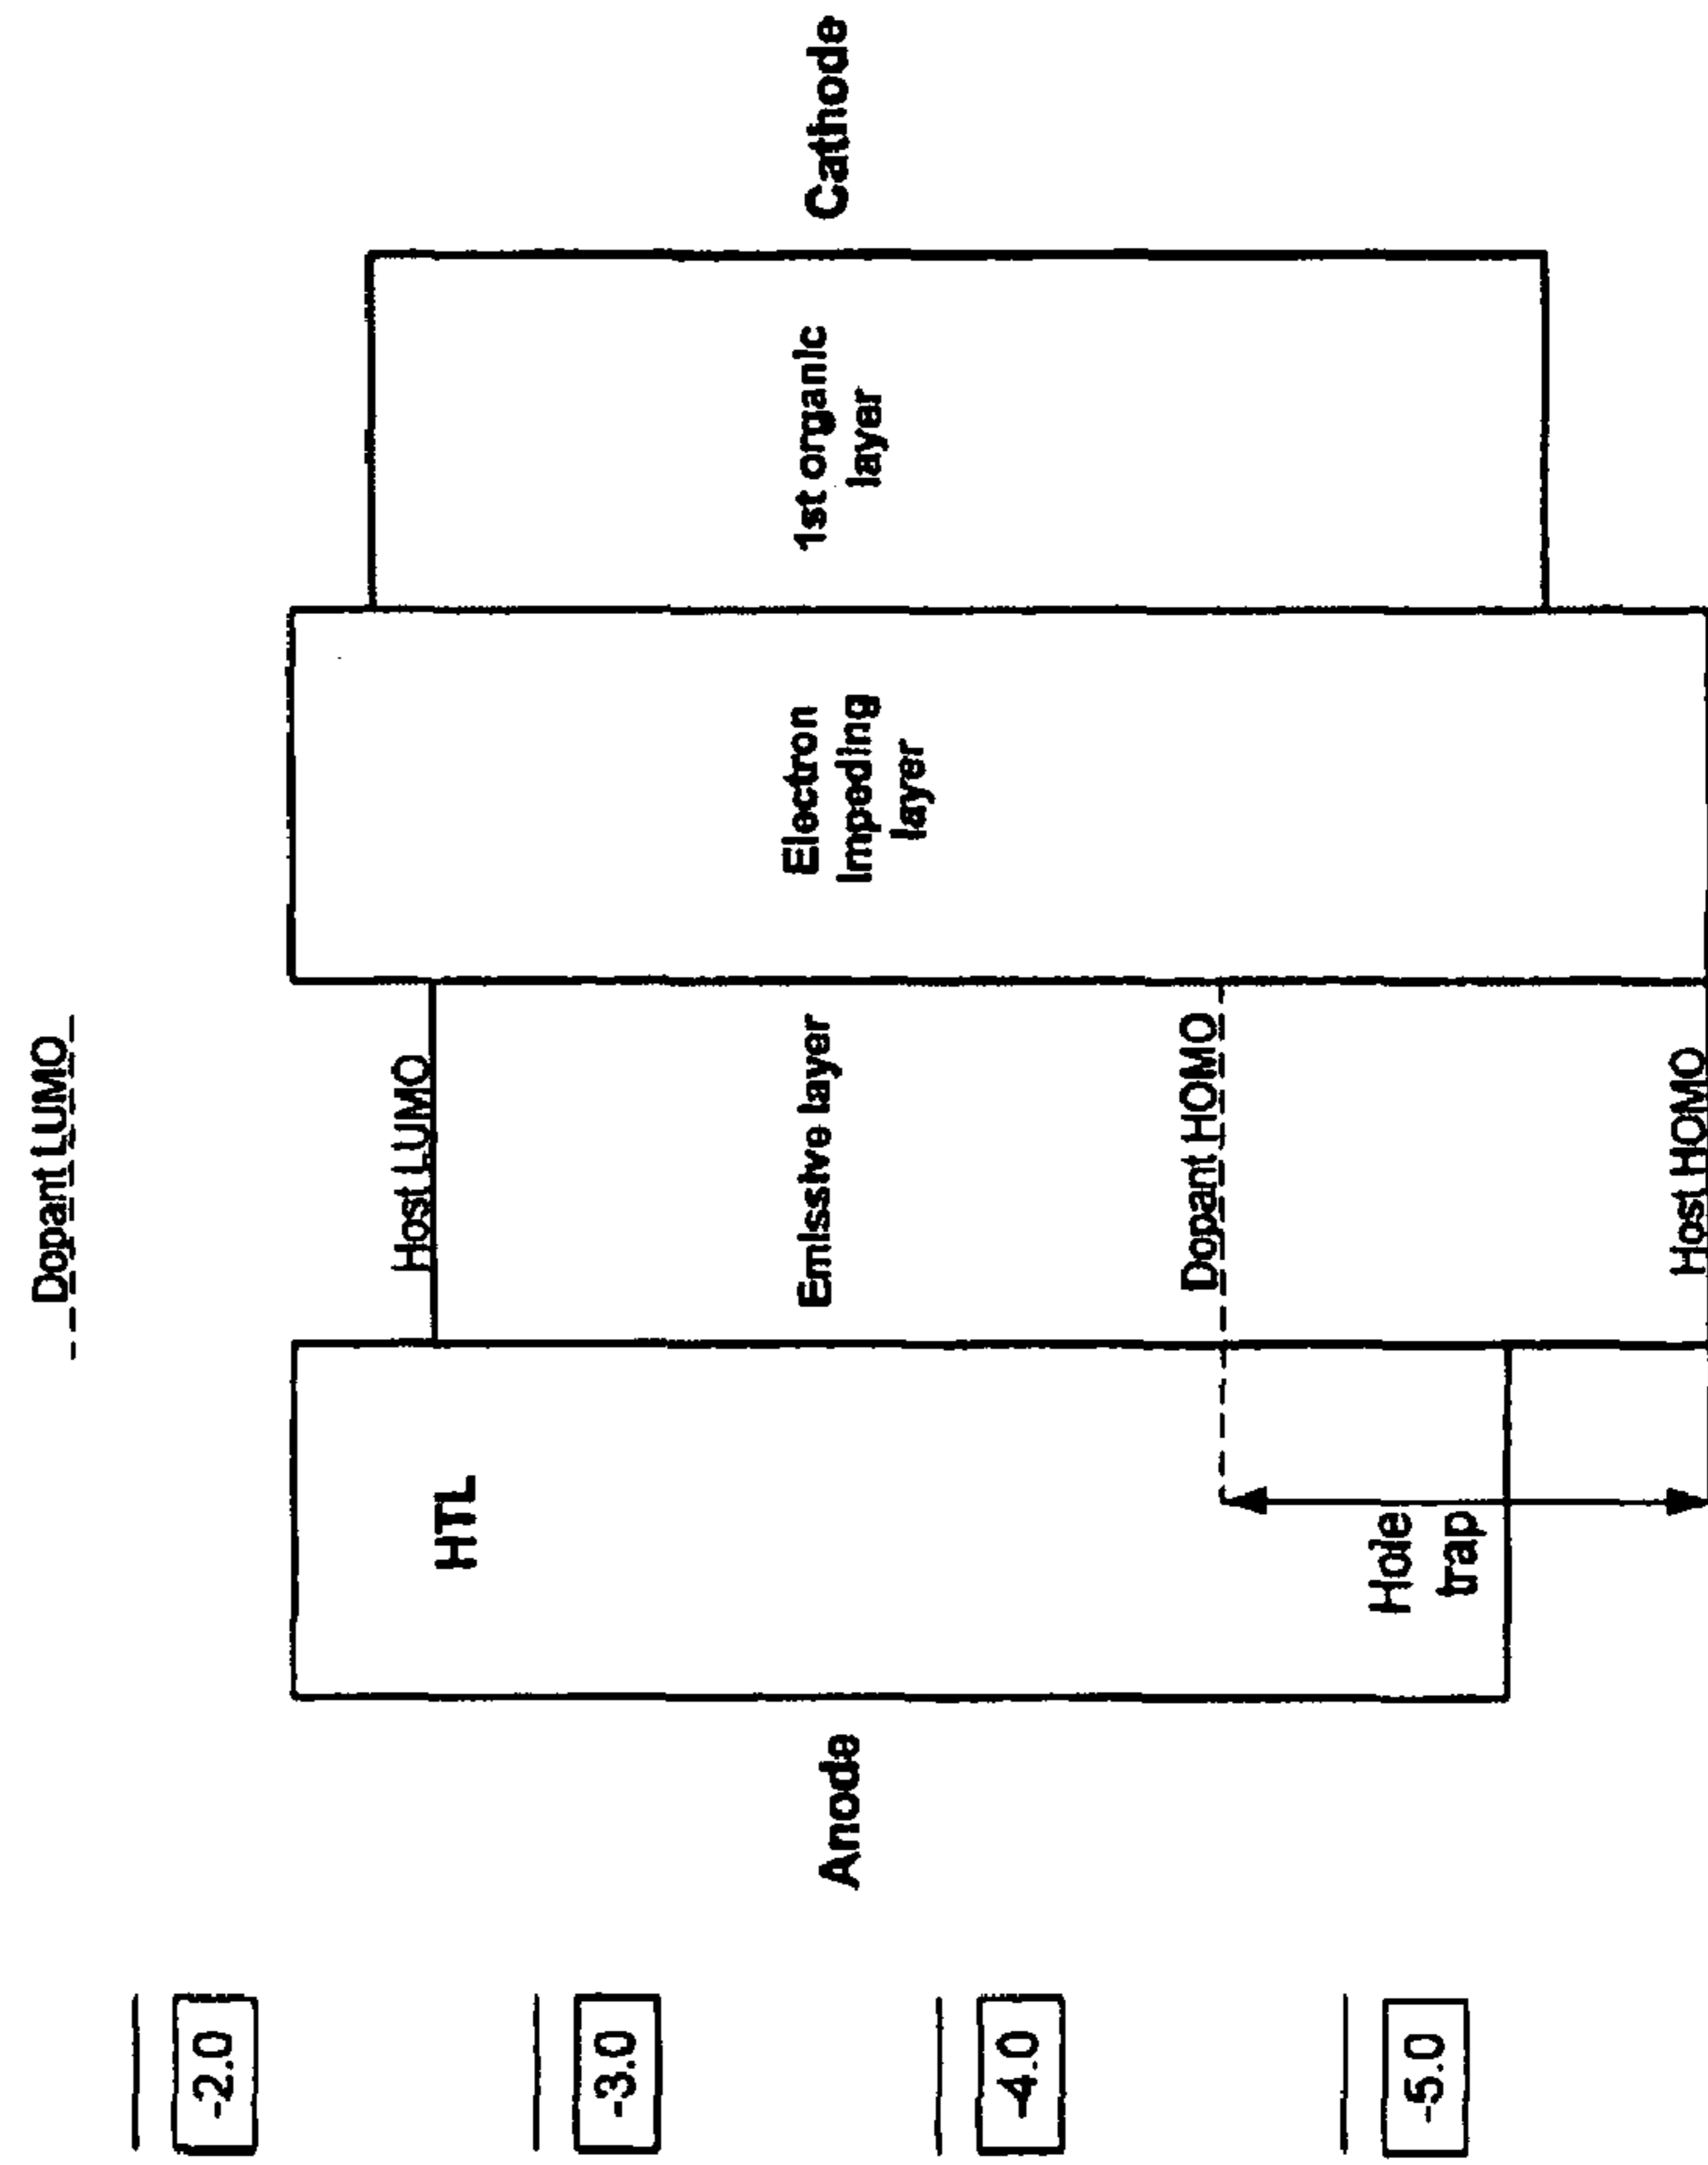 Dopant LUMO
-2.0
HTL
Host LUMO
-3.0
Anode
Emissive layer
Electron
Impeding
layer
1st organic
layer
Cathode
-4.0
Dopant HOMO
-5.0
Hole
trap
Host HOMO